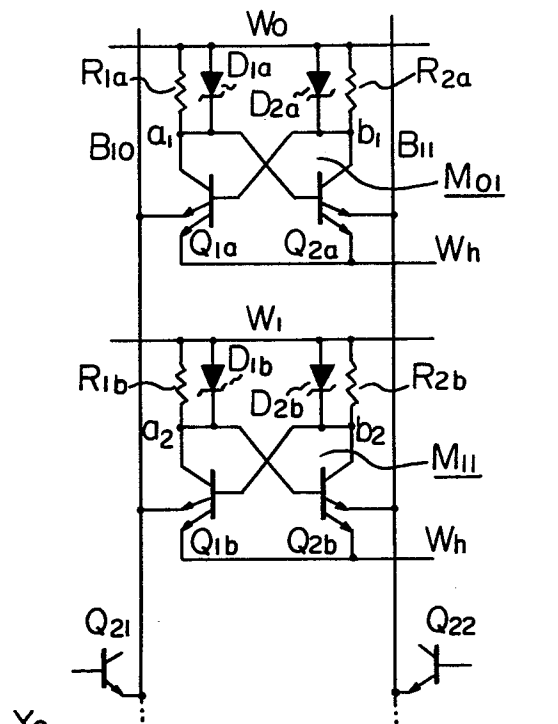 W0
R1a D1a D2a R2a
B10 a1 b1 B11
M01
Q1a Q2a Wh
W1
R1b D1b D2b R2b
a2 b2
M11
Q1b Q2b Wh
Q21 Q22